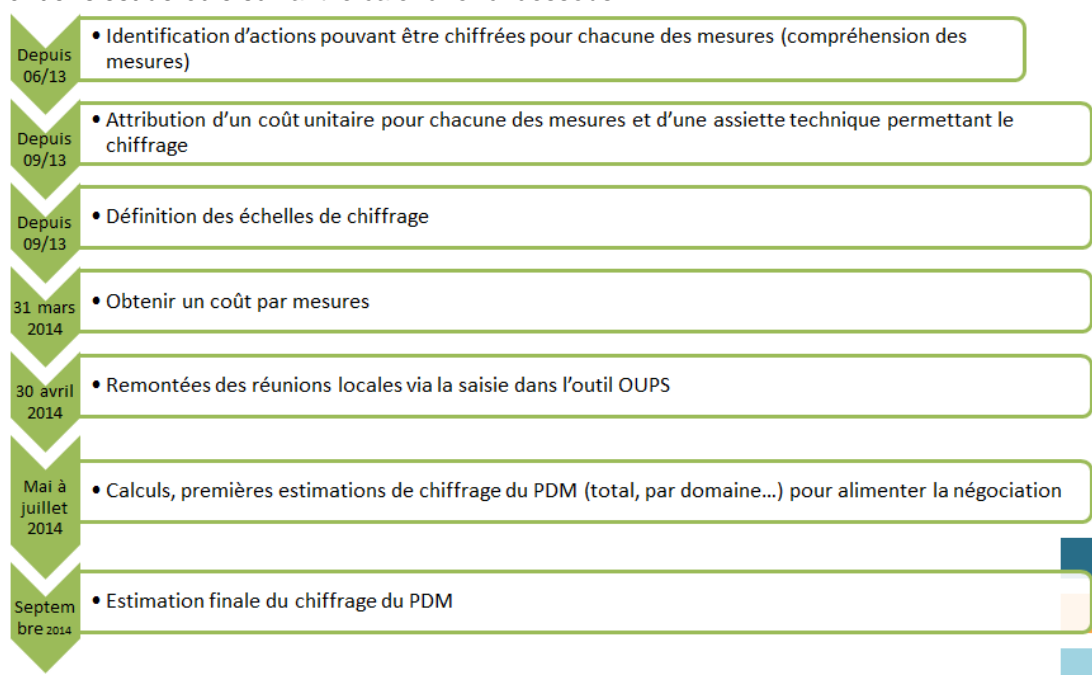 Depuis
06/13
• Identification d'actions pouvant être chiffrées pour chacune des mesures (compréhension des
mesures)
Depuis
09/13
• Attribution d'un coût unitaire pour chacune des mesures et d'une assiette technique permettant le
chiffrage
Depuis
09/13
• Définition des échelles de chiffrage
31 mars
2014
• Obtenir un coût par mesures
30 avril
2014
• Remontées des réunions locales via la saisie dans l'outil OUPS
Mai à
juillet
2014
• Calculs, premières estimations de chiffrage du PDM (total, par domaine…) pour alimenter la négociation
Septem
bre 2014
• Estimation finale du chiffrage du PDM